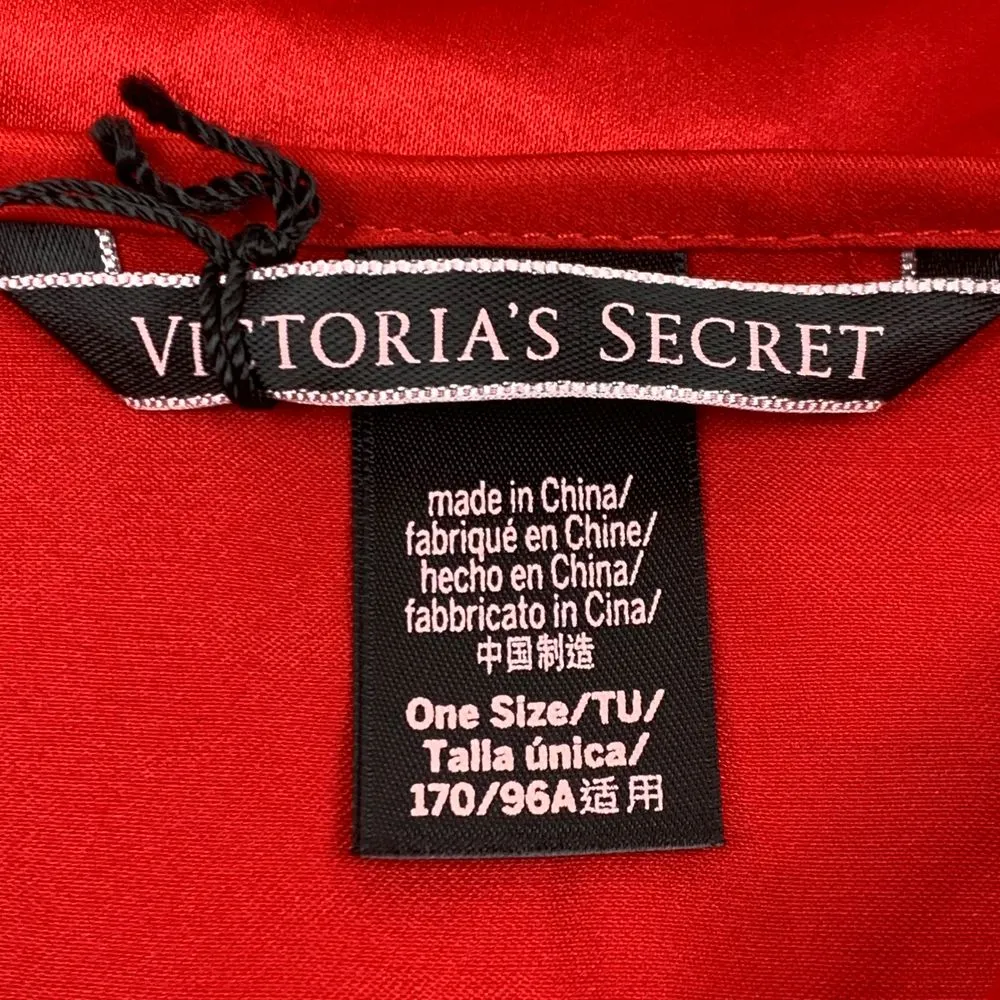 VICTORIA'S SECRET
made in China/
fabriqué en Chine/
hecho en China/
fabbricato in Cina/
中国制造
One Size/TU/
Talla única/
170/96A适用